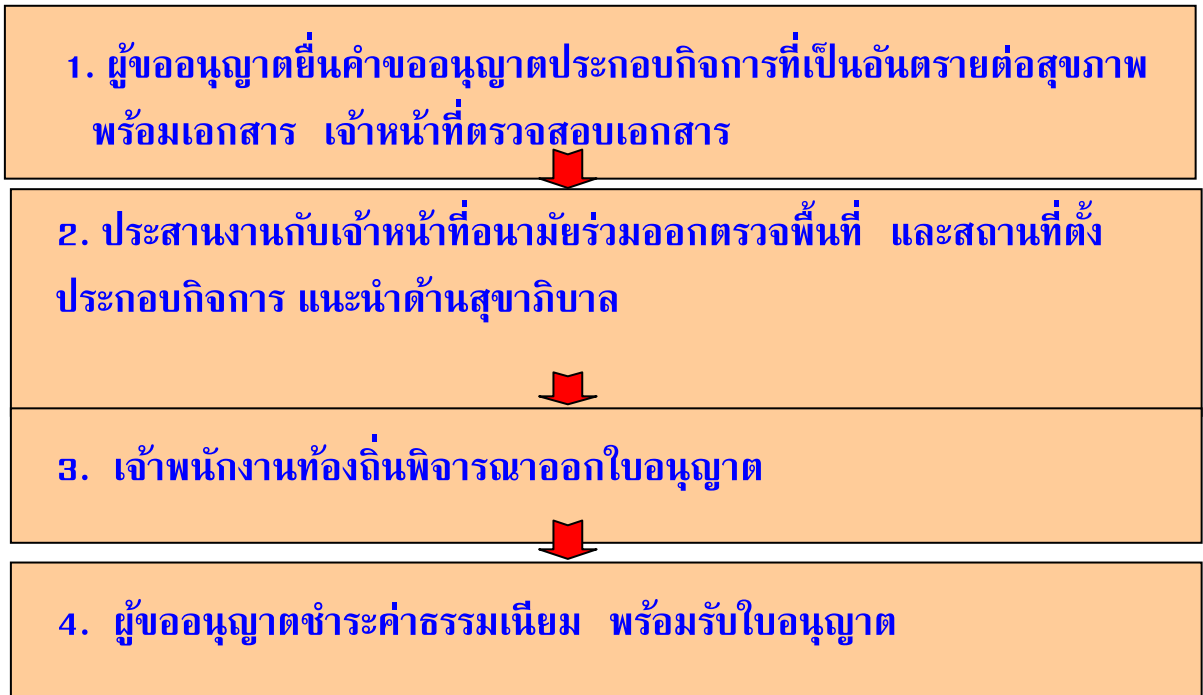 1. ผู้ขออนุญาตยื่นคำขออนุญาตประกอบกิจการที่เป็นอันตรายต่อสุขภาพ
พร้อมเอกสาร เจ้าหน้าที่ตรวจสอบเอกสาร
2. ประสานงานกับเจ้าหน้าที่อนามัยร่วมออกตรวจพื้นที่ และสถานที่ตั้ง
ประกอบกิจการ แนะนำด้านสุขาภิบาล
3. เจ้าพนักงานท้องถิ่นพิจารณาออกใบอนุญาต
4. ผู้ขออนุญาตชำระค่าธรรมเนียม พร้อมรับใบอนุญาต